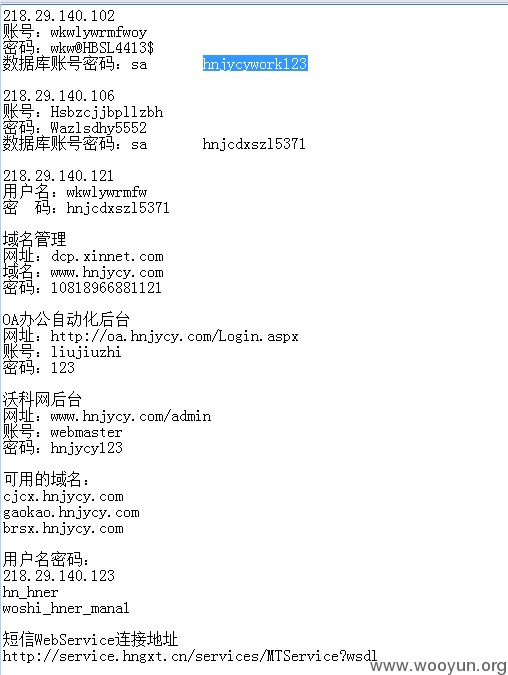 218.29.140.102
账号：wkwlywrmfwoy
密码：wkw@HBSL4413$
数据库账号密码：sa hnjycywork123
218.29.140.106
账号：Hsbzcjjbpllzbh
密码：Wazlsdhy5552
数据库账号密码：sa hnjcdxszl5371
218.29.140.121
用户名：wkwlywrmfw
密 码：hnjcdxszl5371
域名管理
网址：dcp.xinnet.com
域名：www.hnjycy.com
密码：10818966881121
OA办公自动化后台
网址：http://oa.hnjycy.com/Login.aspx
账号：liujiuzhi
密码：123
沃科网后台
网址：www.hnjycy.com/admin
账号：webmaster
密码：hnjycy123
可用的域名：
cjcx.hnjycy.com
gaokao.hnjycy.com
brsx.hnjycy.com
用户名密码：
218.29.140.123
hn_hner
woshi_hner_mana1
短信WebService连接地址
http://service.hngxt.cn/services/MTService?wsdl
www.wooyun.org